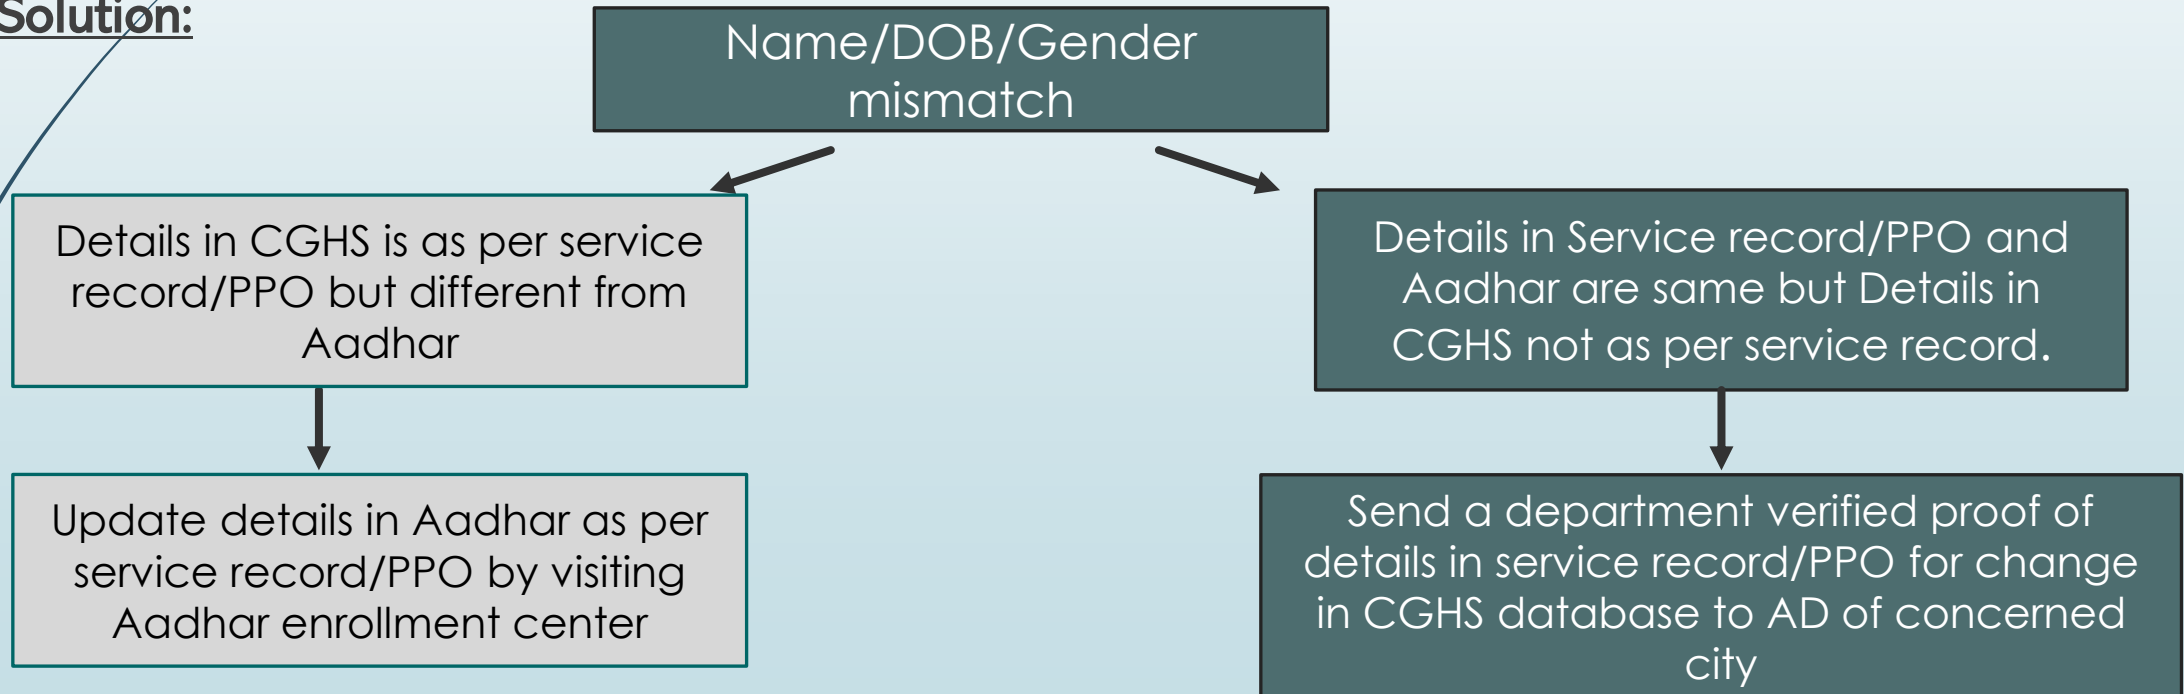 Solution:
Name/DOB/Gender
mismatch
Details in CGHS is as per service
record/PPO but different from
Aadhar
Details in Service record/PPO and
Aadhar are same but Details in
CGHS not as per service record.
Update details in Aadhar as per
service record/PPO by visiting
Aadhar enrollment center
Send a department verified proof of
details in service record/PPO for change
in CGHS database to AD of concerned
city